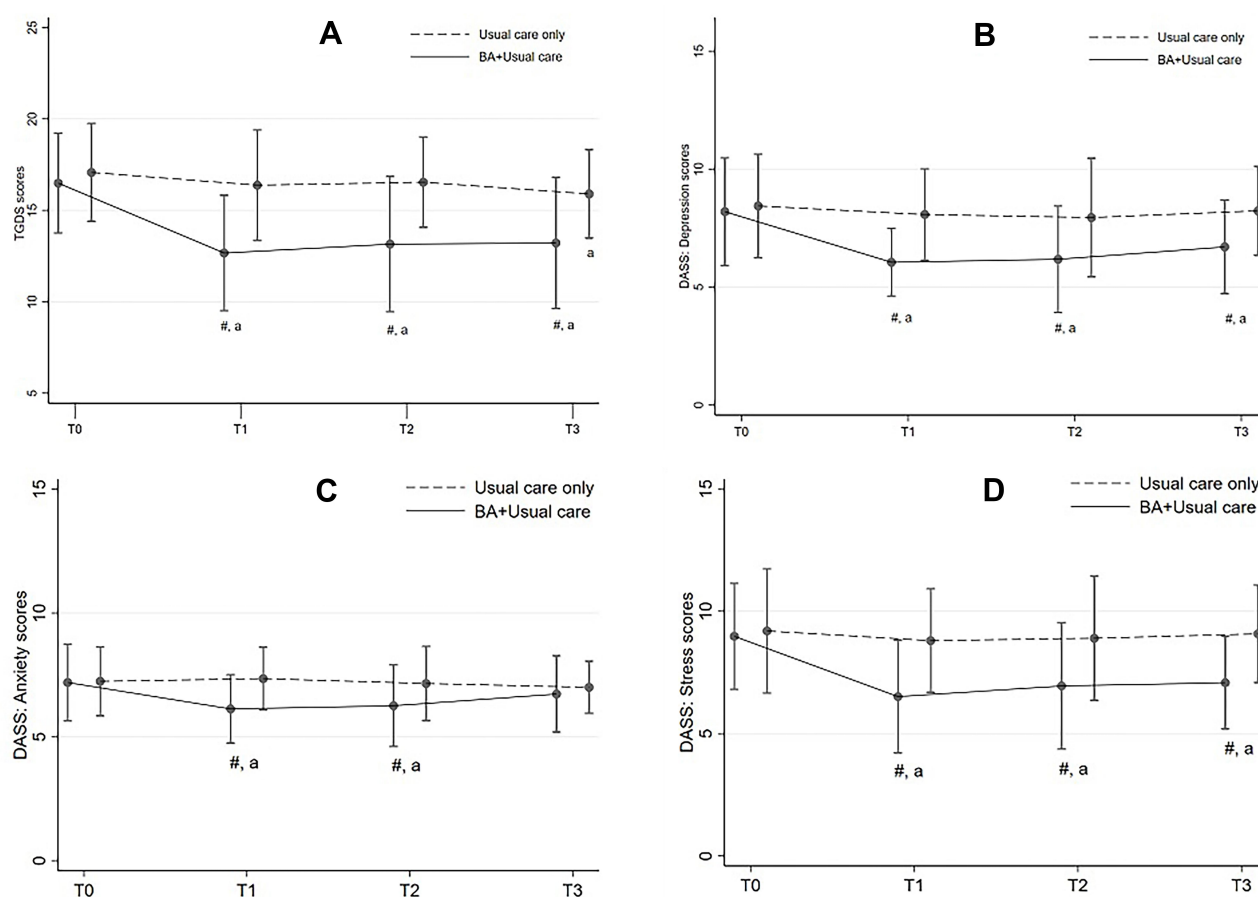 A
Usual care only
BA+Usual care
TGDS scores
25
20
15
10
5
a
#, a
#, a
#, a
T0 T1 T2 T3
B
Usual care only
BA+Usual care
DASS: Depression scores
15
10
5
0
#, a
#, a
#, a
T0 T1 T2 T3
C
Usual care only
BA+Usual care
DASS: Anxiety scores
15
10
5
0
#, a
#, a
T0 T1 T2 T3
D
Usual care only
BA+Usual care
DASS: Stress scores
15
10
5
0
#, a
#, a
#, a
T0 T1 T2 T3